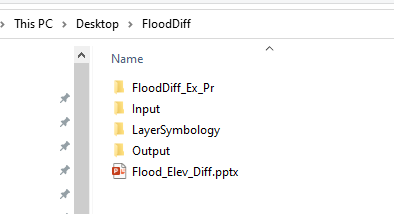 This PC > Desktop > FloodDiff
Name
FloodDiff_Ex_Pr
Input
LayerSymbology
Output
Flood_Elev_Diff.pptx